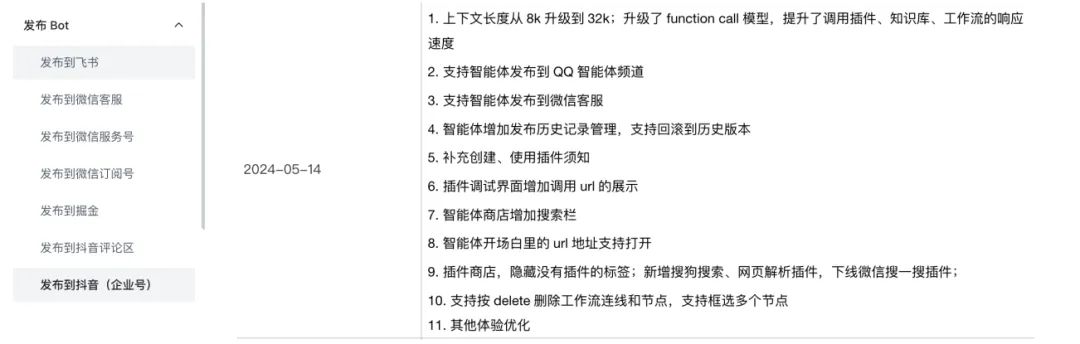 发布 Bot
发布到飞书
发布到微信客服
发布到微信服务号
发布到微信订阅号
发布到掘金
发布到抖音评论区
发布到抖音（企业号）
2024-05-14
1. 上下文长度从 8k 升级到 32k；升级了 function call 模型，提升了调用插件、知识库、工作流的响应
速度
2. 支持智能体发布到 QQ 智能体频道
3. 支持智能体发布到微信客服
4. 智能体增加发布历史记录管理，支持回滚到历史版本
5. 补充创建、使用插件须知
6. 插件调试界面增加调用 url 的展示
7. 智能体商店增加搜索栏
8. 智能体开场白里的 url 地址支持打开
9. 插件商店，隐藏没有插件的标签；新增搜狗搜索、网页解析插件，下线微信搜一搜插件；
10. 支持按 delete 删除工作流连线和节点，支持框选多个节点
11. 其他体验优化